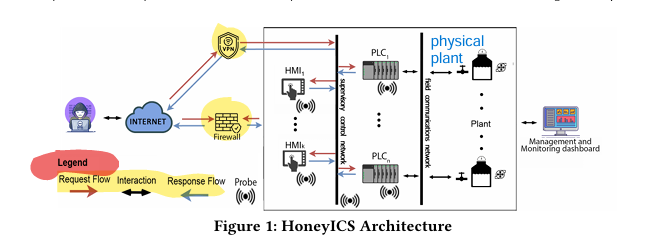 VPN
physical
plant
PLC1
HMI1
INTERNET
Firewall
supervisory control network
field communications network
Plant
Management and
Monitoring dashboard
HMIk
PLCn
Legend
Request Flow
Interaction
Response Flow
Probe
Figure 1: HoneyICS Architecture